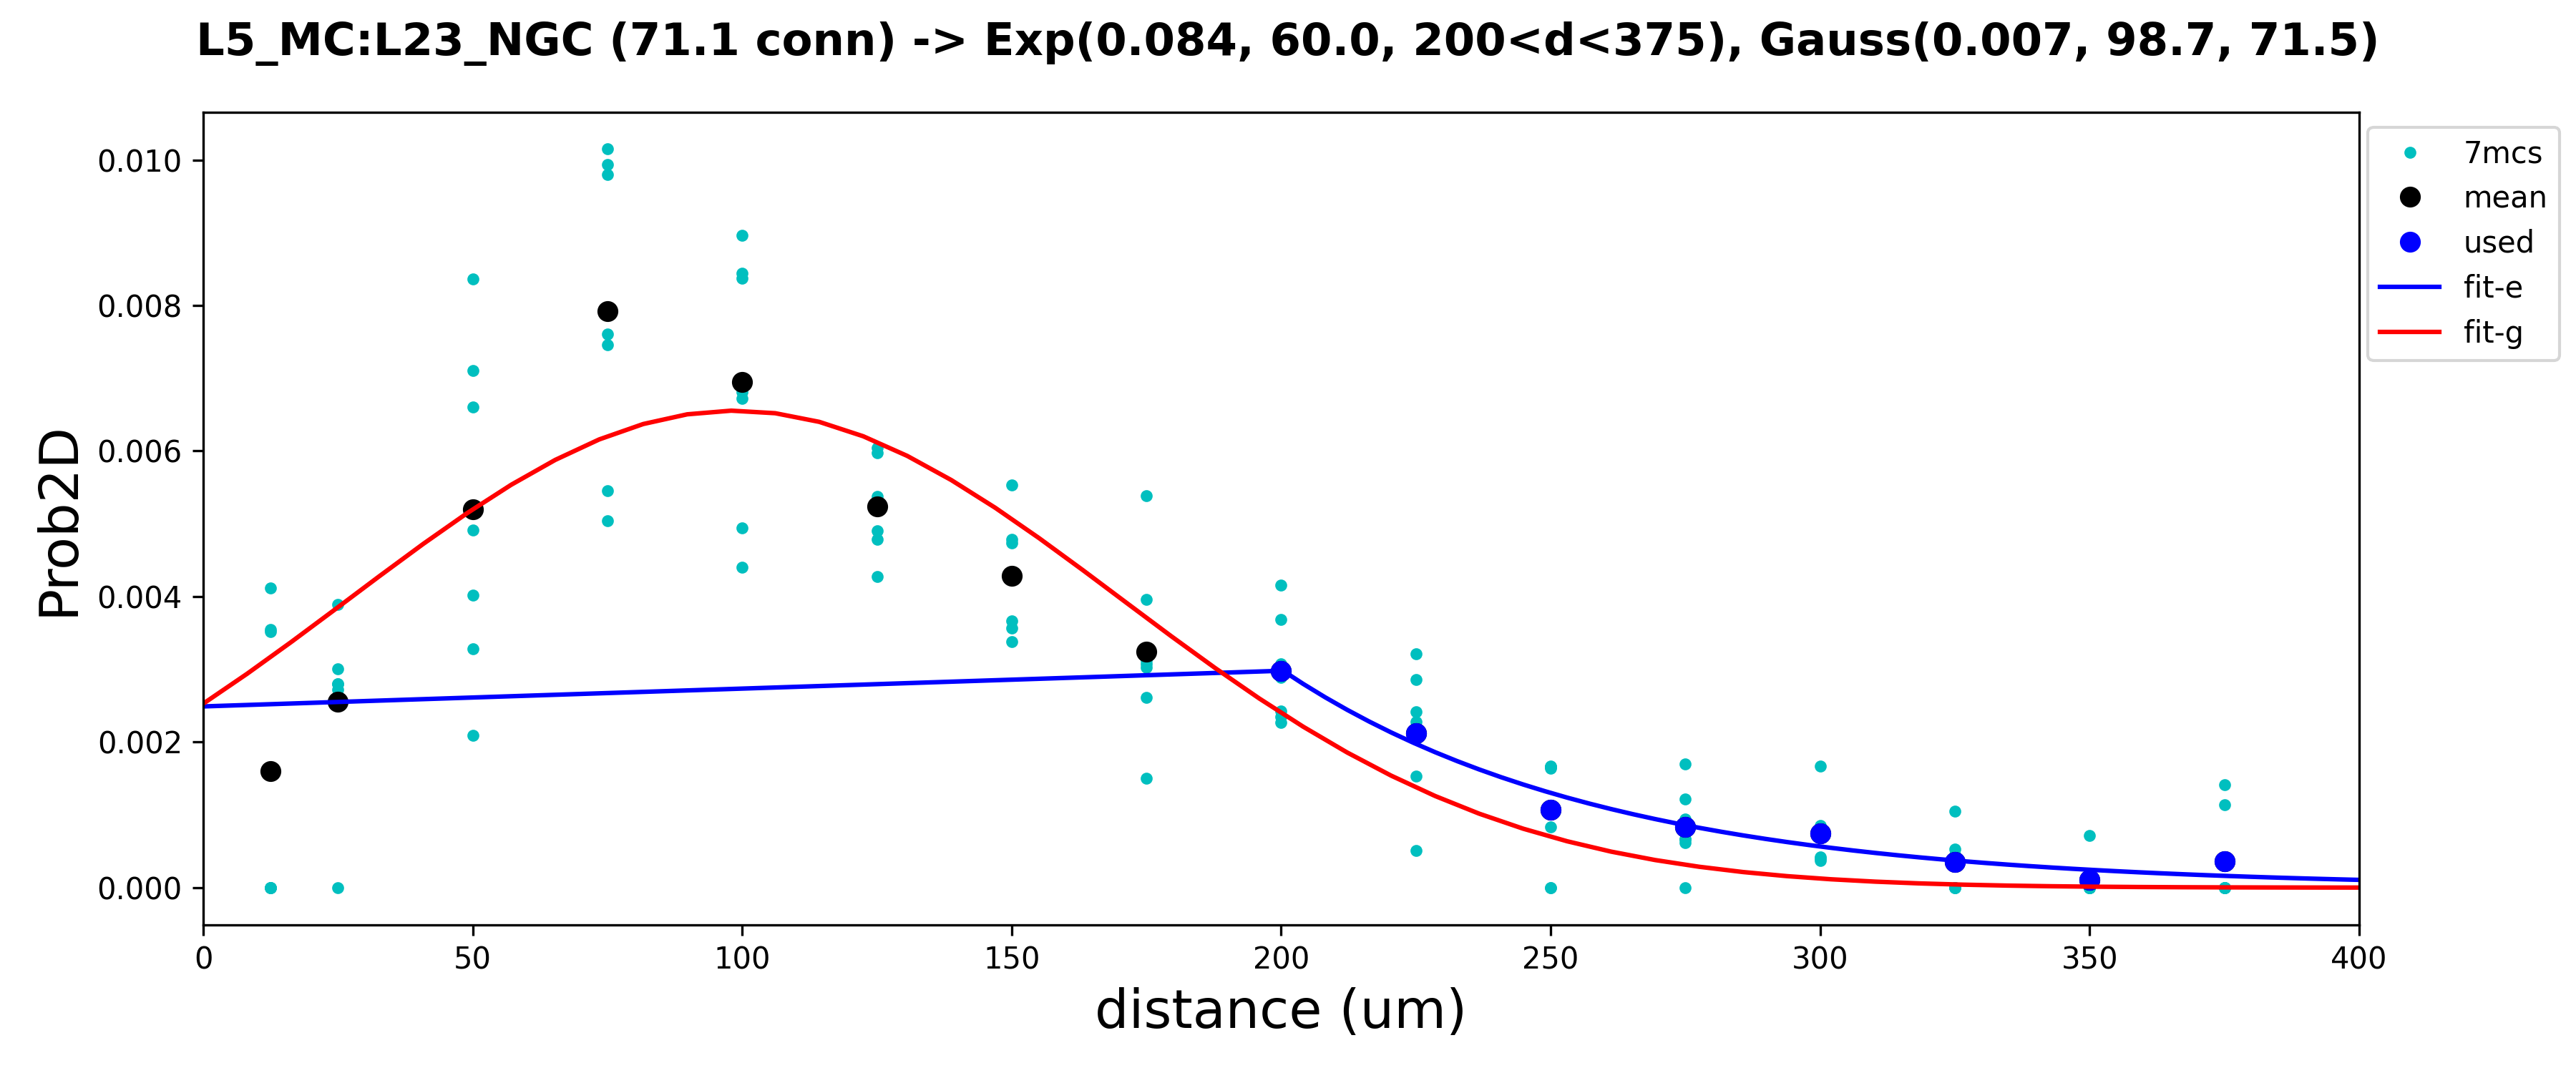 L5_MC:L23_NGC (71.1 conn) -> Exp(0.084, 60.0, 200<d<375), Gauss(0.007, 98.7, 71.5)
7mcs
mean
used
fit-e
fit-g
Prob2D
0.010
0.008
0.006
0.004
0.002
0.000
0 50 100 150 200 250 300 350 400
distance (um)